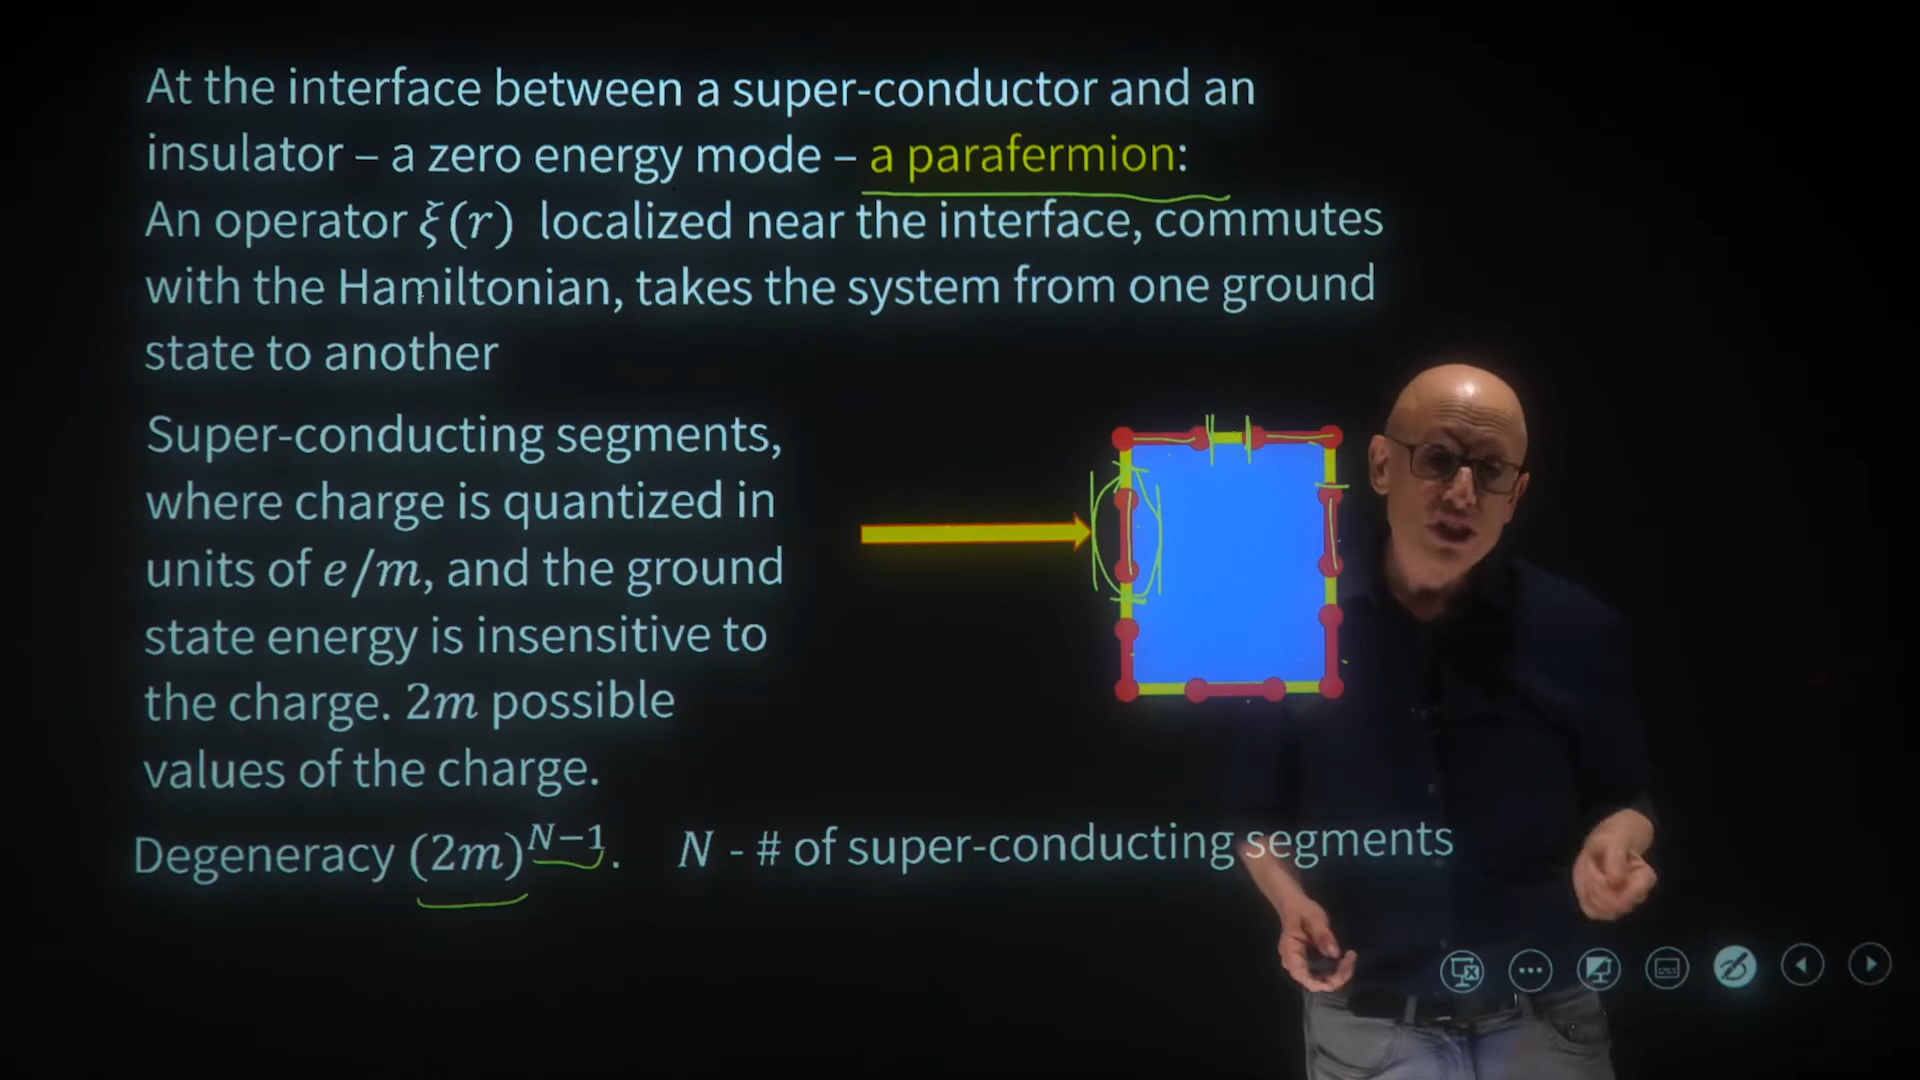 At the interface between a super-conductor and an
insulator – a zero energy mode – a parafermion:
An operator ξ(r) localized near the interface, commutes
with the Hamiltonian, takes the system from one ground
state to another
Super-conducting segments,
where charge is quantized in
units of e/m, and the ground
state energy is insensitive to
the charge. 2m possible
values of the charge.
Degeneracy (2m)^{N−1}. N - # of super-conducting segments